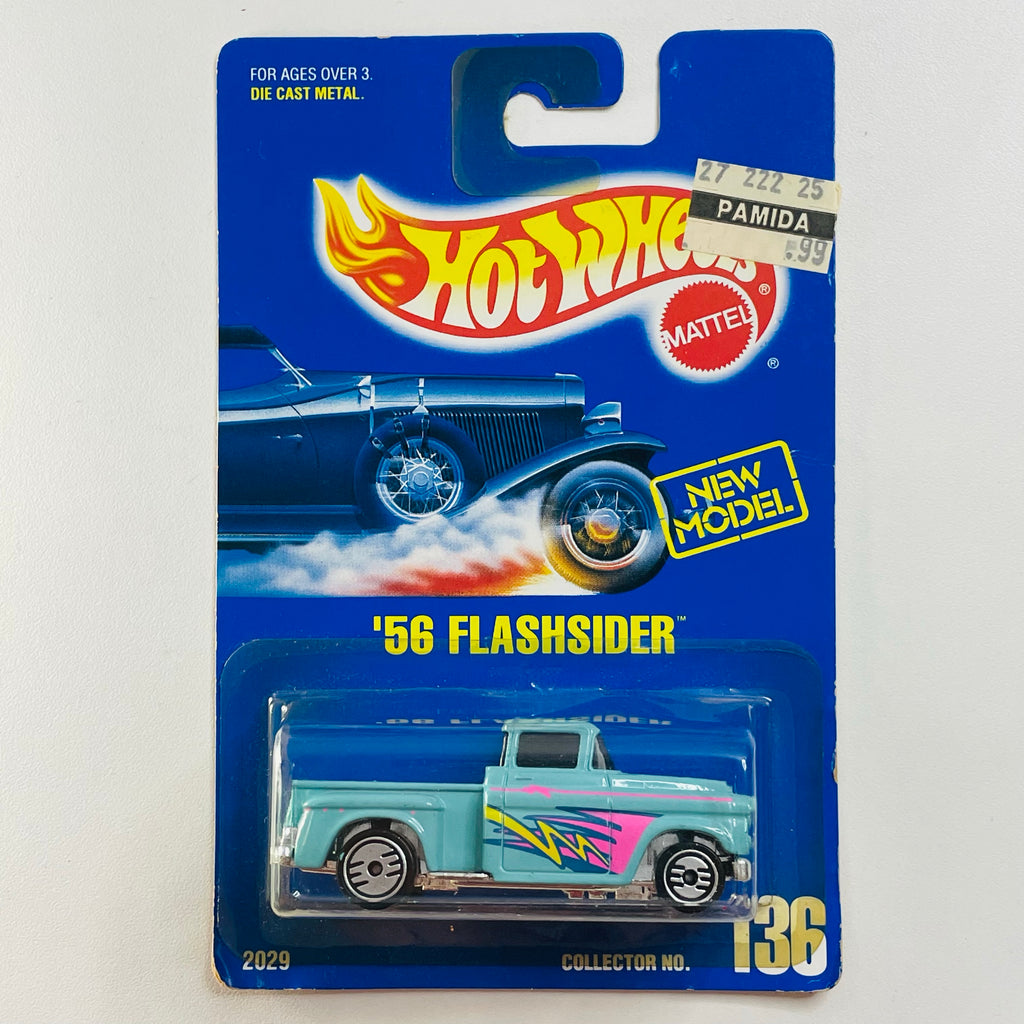 FOR AGES OVER 3.
DIE CAST METAL.
27 222 25
PAMIDA
.99
HOT WHEELS
®
MATTEL
®
NEW
MODEL
'56 FLASHSIDER™
2029
COLLECTOR NO.
136